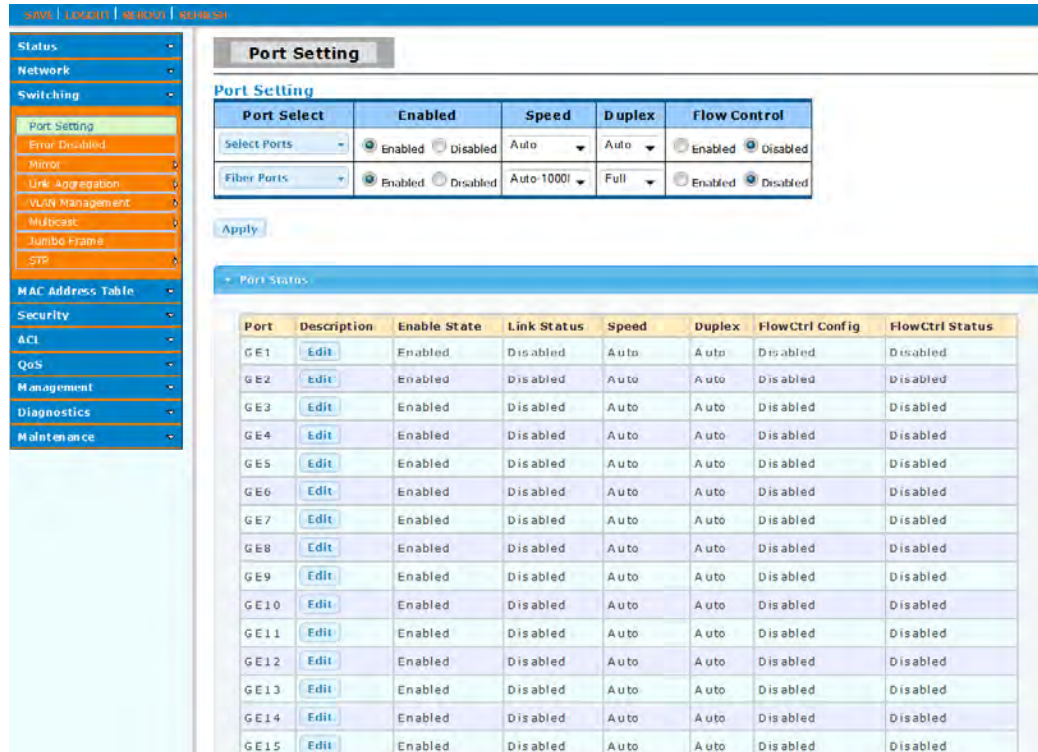 SAVE | LOGOUT | REBOOT | REFRESH
Status
Network
Switching
Port Setting
Error Disabled
Mirror
Link Aggregation
VLAN Management
Multicast
Jumbo Frame
STP
MAC Address Table
Security
ACL
QoS
Management
Diagnostics
Maintenance
Port Setting
Port Setting
Port Select Enabled Speed Duplex Flow Control
Select Ports Enabled Disabled Auto Auto Enabled Disabled
Fiber Ports Enabled Disabled Auto-1000 Full Enabled Disabled
Apply
Port Status
Port Description Enable State Link Status Speed Duplex FlowCtrl Config FlowCtrl Status
GE1 Edit Enabled Disabled Auto Auto Disabled Disabled
GE2 Edit Enabled Disabled Auto Auto Disabled Disabled
GE3 Edit Enabled Disabled Auto Auto Disabled Disabled
GE4 Edit Enabled Disabled Auto Auto Disabled Disabled
GE5 Edit Enabled Disabled Auto Auto Disabled Disabled
GE6 Edit Enabled Disabled Auto Auto Disabled Disabled
GE7 Edit Enabled Disabled Auto Auto Disabled Disabled
GE8 Edit Enabled Disabled Auto Auto Disabled Disabled
GE9 Edit Enabled Disabled Auto Auto Disabled Disabled
GE10 Edit Enabled Disabled Auto Auto Disabled Disabled
GE11 Edit Enabled Disabled Auto Auto Disabled Disabled
GE12 Edit Enabled Disabled Auto Auto Disabled Disabled
GE13 Edit Enabled Disabled Auto Auto Disabled Disabled
GE14 Edit Enabled Disabled Auto Auto Disabled Disabled
GE15 Edit Enabled Disabled Auto Auto Disabled Disabled